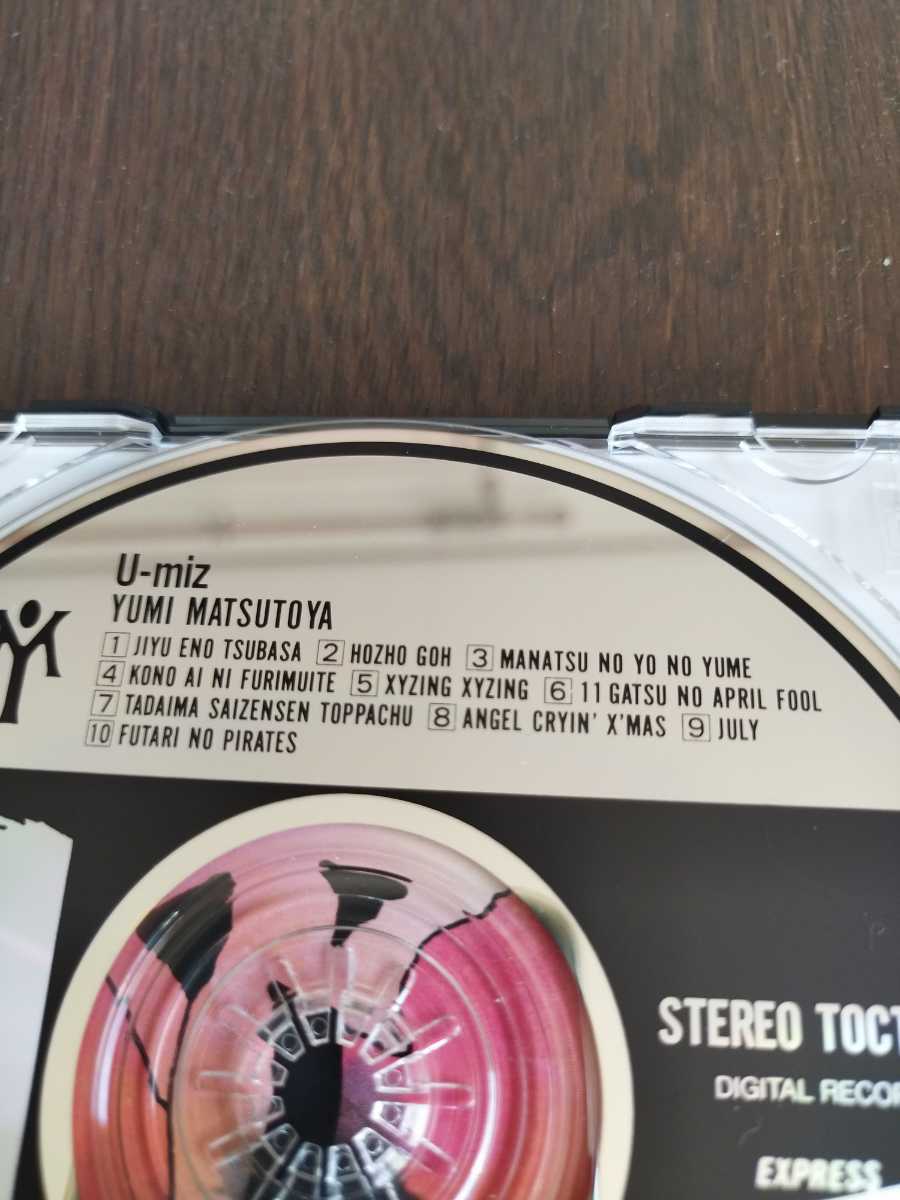 U-miz
YUMI MATSUTOYA
1 JIYU ENO TSUBASA 2 HOZHO GOH 3 MANATSU NO YO NO YUME
4 KONO AI NI FURIMUITE 5 XYZING XYZING 6 11 GATSU NO APRIL FOOL
7 TADAIMA SAIZENSEN TOPPACHU 8 ANGEL CRYIN' X'MAS 9 JULY
10 FUTARI NO PIRATES
STEREO TOCT
DIGITAL RECOR
EXPRESS